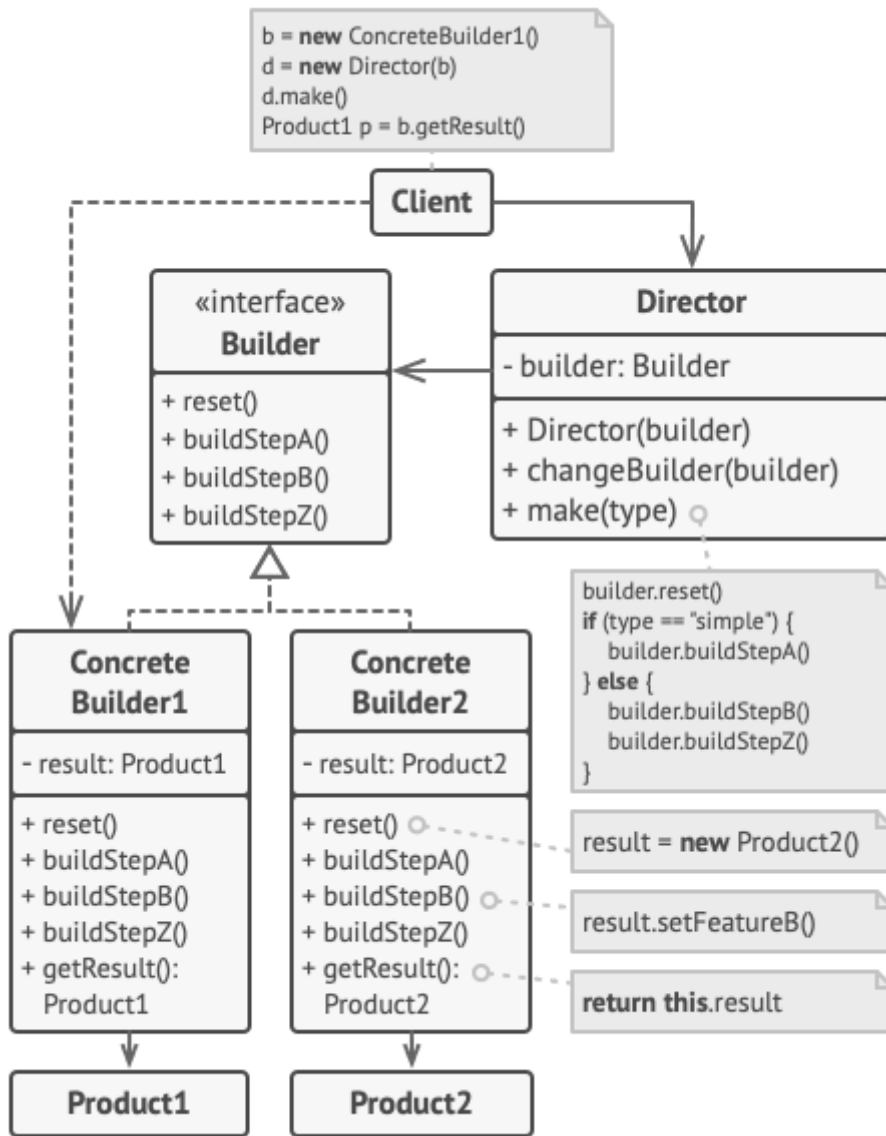 b = new ConcreteBuilder1()
d = new Director(b)
d.make()
Product1 p = b.getResult()
Client
«interface»
Builder
+ reset()
+ buildStepA()
+ buildStepB()
+ buildStepZ()
Director
- builder: Builder
+ Director(builder)
+ changeBuilder(builder)
+ make(type)
builder.reset()
if (type == "simple") {
builder.buildStepA()
} else {
builder.buildStepB()
builder.buildStepZ()
}
Concrete
Builder1
- result: Product1
+ reset()
+ buildStepA()
+ buildStepB()
+ buildStepZ()
+ getResult():
Product1
Concrete
Builder2
- result: Product2
+ reset()
+ buildStepA()
+ buildStepB()
+ buildStepZ()
+ getResult():
Product2
result = new Product2()
result.setFeatureB()
return this.result
Product1
Product2